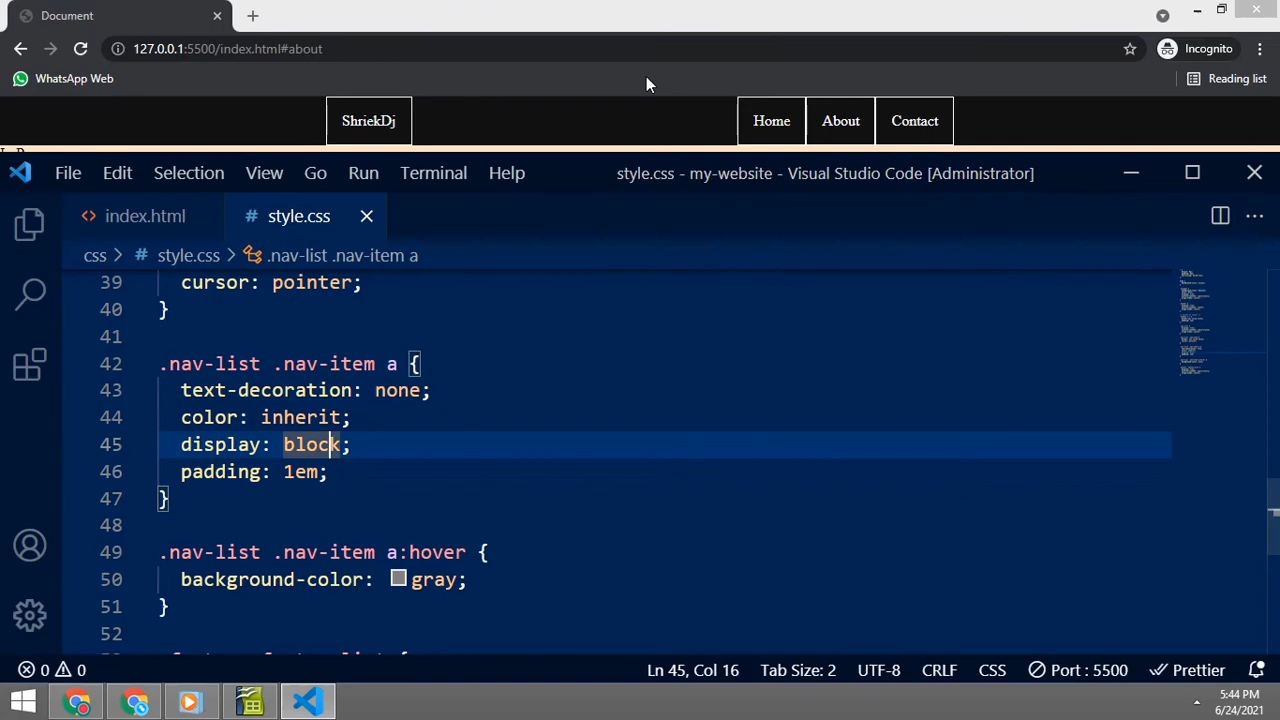 Document
127.0.0.1:5500/index.html#about
Incognito
WhatsApp Web
Reading list
ShriekDj
Home
About
Contact
File Edit Selection View Go Run Terminal Help
style.css - my-website - Visual Studio Code [Administrator]
index.html
# style.css
css > # style.css > .nav-list .nav-item a
39 cursor: pointer;
40 }
41
42 .nav-list .nav-item a {
43 text-decoration: none;
44 color: inherit;
45 display: block;
46 padding: 1em;
47 }
48
49 .nav-list .nav-item a:hover {
50 background-color: gray;
51 }
52
0 0
Ln 45, Col 16 Tab Size: 2 UTF-8 CRLF CSS Port : 5500 Prettier
5:44 PM
6/24/2021